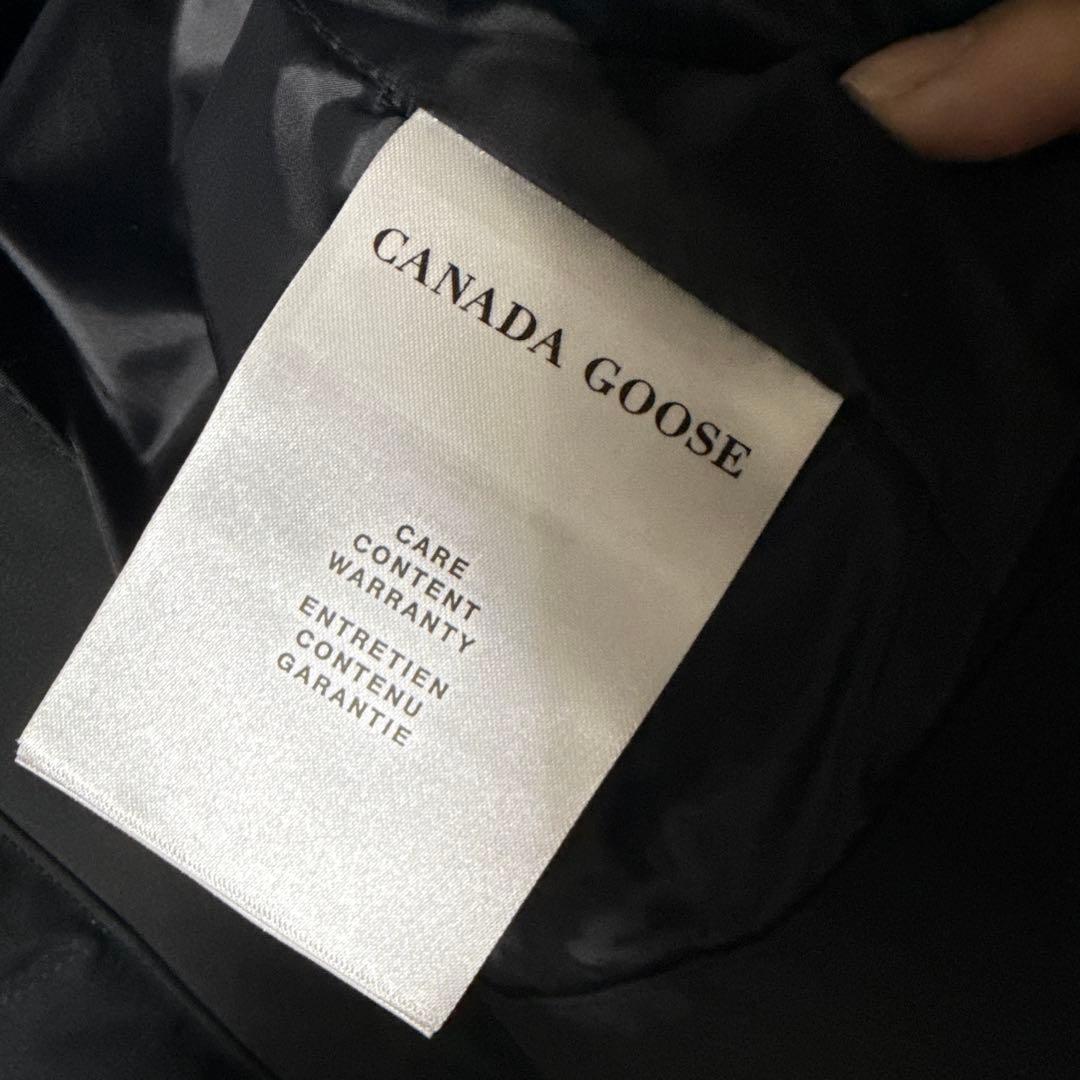 CANADA GOOSE
CARE
CONTENT
WARRANTY
ENTRETIEN
CONTENU
GARANTIE